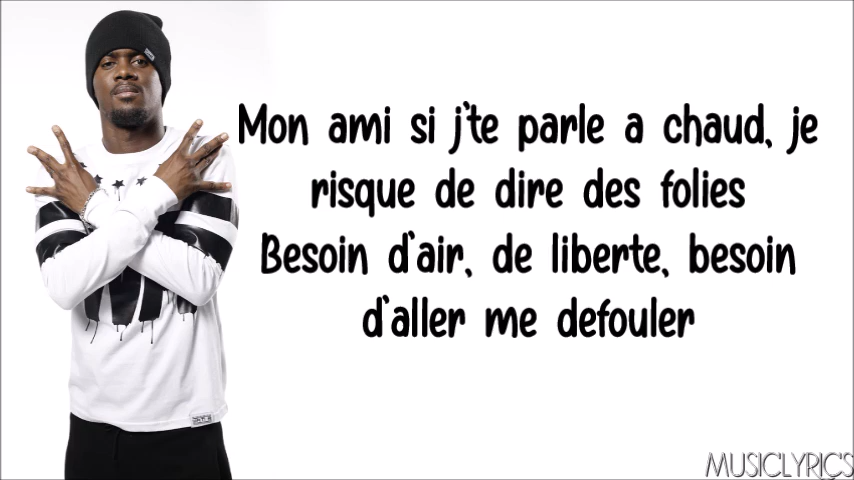 Mon ami si j'te parle a chaud, je
risque de dire des folies
Besoin d'air, de liberte, besoin
d'aller me defouler
MUSICLYRIC'S